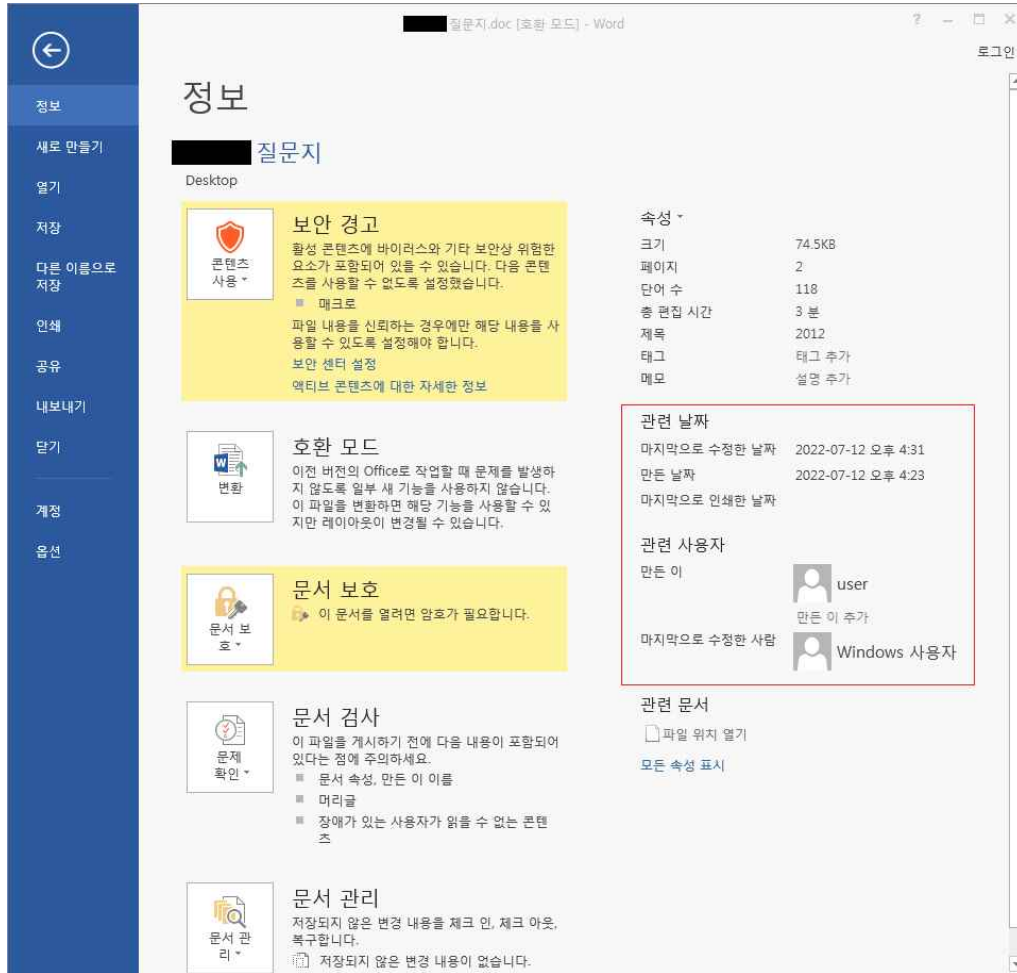 질문지.doc [호환 모드] - Word
?
로그인
정보
새로 만들기
열기
저장
다른 이름으로
저장
인쇄
공유
내보내기
닫기
계정
옵션
정보
질문지
Desktop
콘텐츠
사용
보안 경고
활성 콘텐츠에 바이러스와 기타 보안상 위험한
요소가 포함되어 있을 수 있습니다. 다음 콘텐
츠를 사용할 수 없도록 설정했습니다.
매크로
파일 내용을 신뢰하는 경우에만 해당 내용을 사
용할 수 있도록 설정해야 합니다.
보안 센터 설정
액티브 콘텐츠에 대한 자세한 정보
변환
호환 모드
이전 버전의 Office로 작업할 때 문제를 발생하
지 않도록 일부 새 기능을 사용하지 않습니다.
이 파일을 변환하면 해당 기능을 사용할 수 있
지만 레이아웃이 변경될 수 있습니다.
문서 보
호
문서 보호
이 문서를 열려면 암호가 필요합니다.
문제
확인
문서 검사
이 파일을 게시하기 전에 다음 내용이 포함되어
있다는 점에 주의하세요.
문서 속성, 만든 이 이름
머리글
장애가 있는 사용자가 읽을 수 없는 콘텐
츠
문서 관
리
문서 관리
저장되지 않은 변경 내용을 체크 인, 체크 아웃,
복구합니다.
저장되지 않은 변경 내용이 없습니다.
속성
크기 74.5KB
페이지 2
단어 수 118
총 편집 시간 3 분
제목 2012
태그 태그 추가
메모 설명 추가
관련 날짜
마지막으로 수정한 날짜 2022-07-12 오후 4:31
만든 날짜 2022-07-12 오후 4:23
마지막으로 인쇄한 날짜
관련 사용자
만든 이 user
만든 이 추가
마지막으로 수정한 사람 Windows 사용자
관련 문서
파일 위치 열기
모든 속성 표시